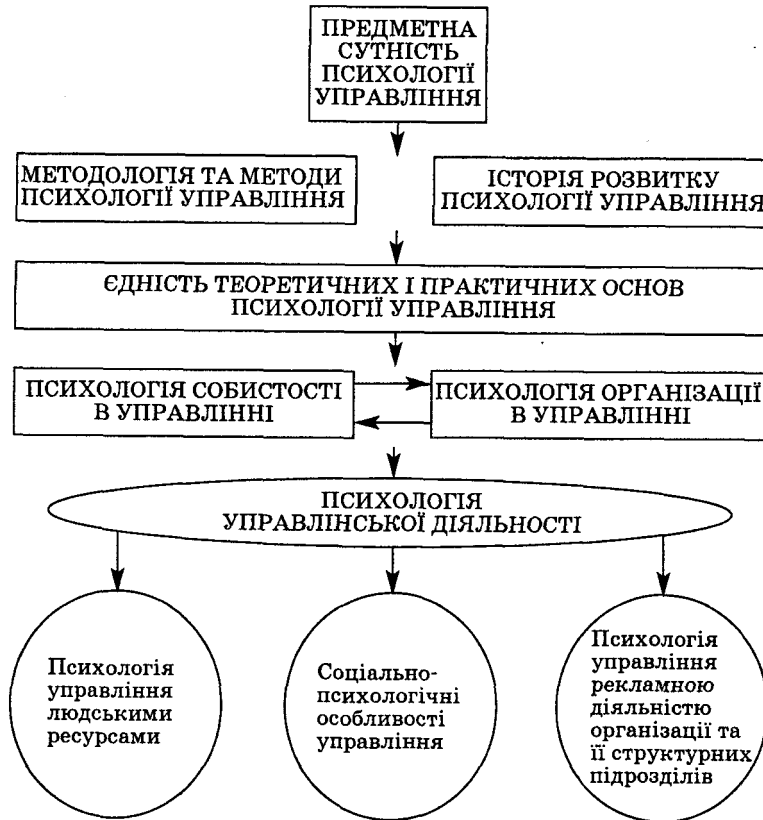 ПРЕДМЕТНА
СУТНІСТЬ
ПСИХОЛОГІЇ
УПРАВЛІННЯ
МЕТОДОЛОГІЯ ТА МЕТОДИ
ПСИХОЛОГІЇ УПРАВЛІННЯ
ІСТОРІЯ РОЗВИТКУ
ПСИХОЛОГІЇ УПРАВЛІННЯ
ЄДНІСТЬ ТЕОРЕТИЧНИХ І ПРАКТИЧНИХ ОСНОВ
ПСИХОЛОГІЇ УПРАВЛІННЯ
ПСИХОЛОГІЯ СОБИСТОСТІ
В УПРАВЛІННІ
ПСИХОЛОГІЯ ОРГАНІЗАЦІЇ
В УПРАВЛІННІ
ПСИХОЛОГІЯ
УПРАВЛІНСЬКОЇ ДІЯЛЬНОСТІ
Психологія
управління
людськими
ресурсами
Соціально-
психологічні
особливості
управління
Психологія
управління
рекламною
діяльністю
організації та
її структурних
підрозділів